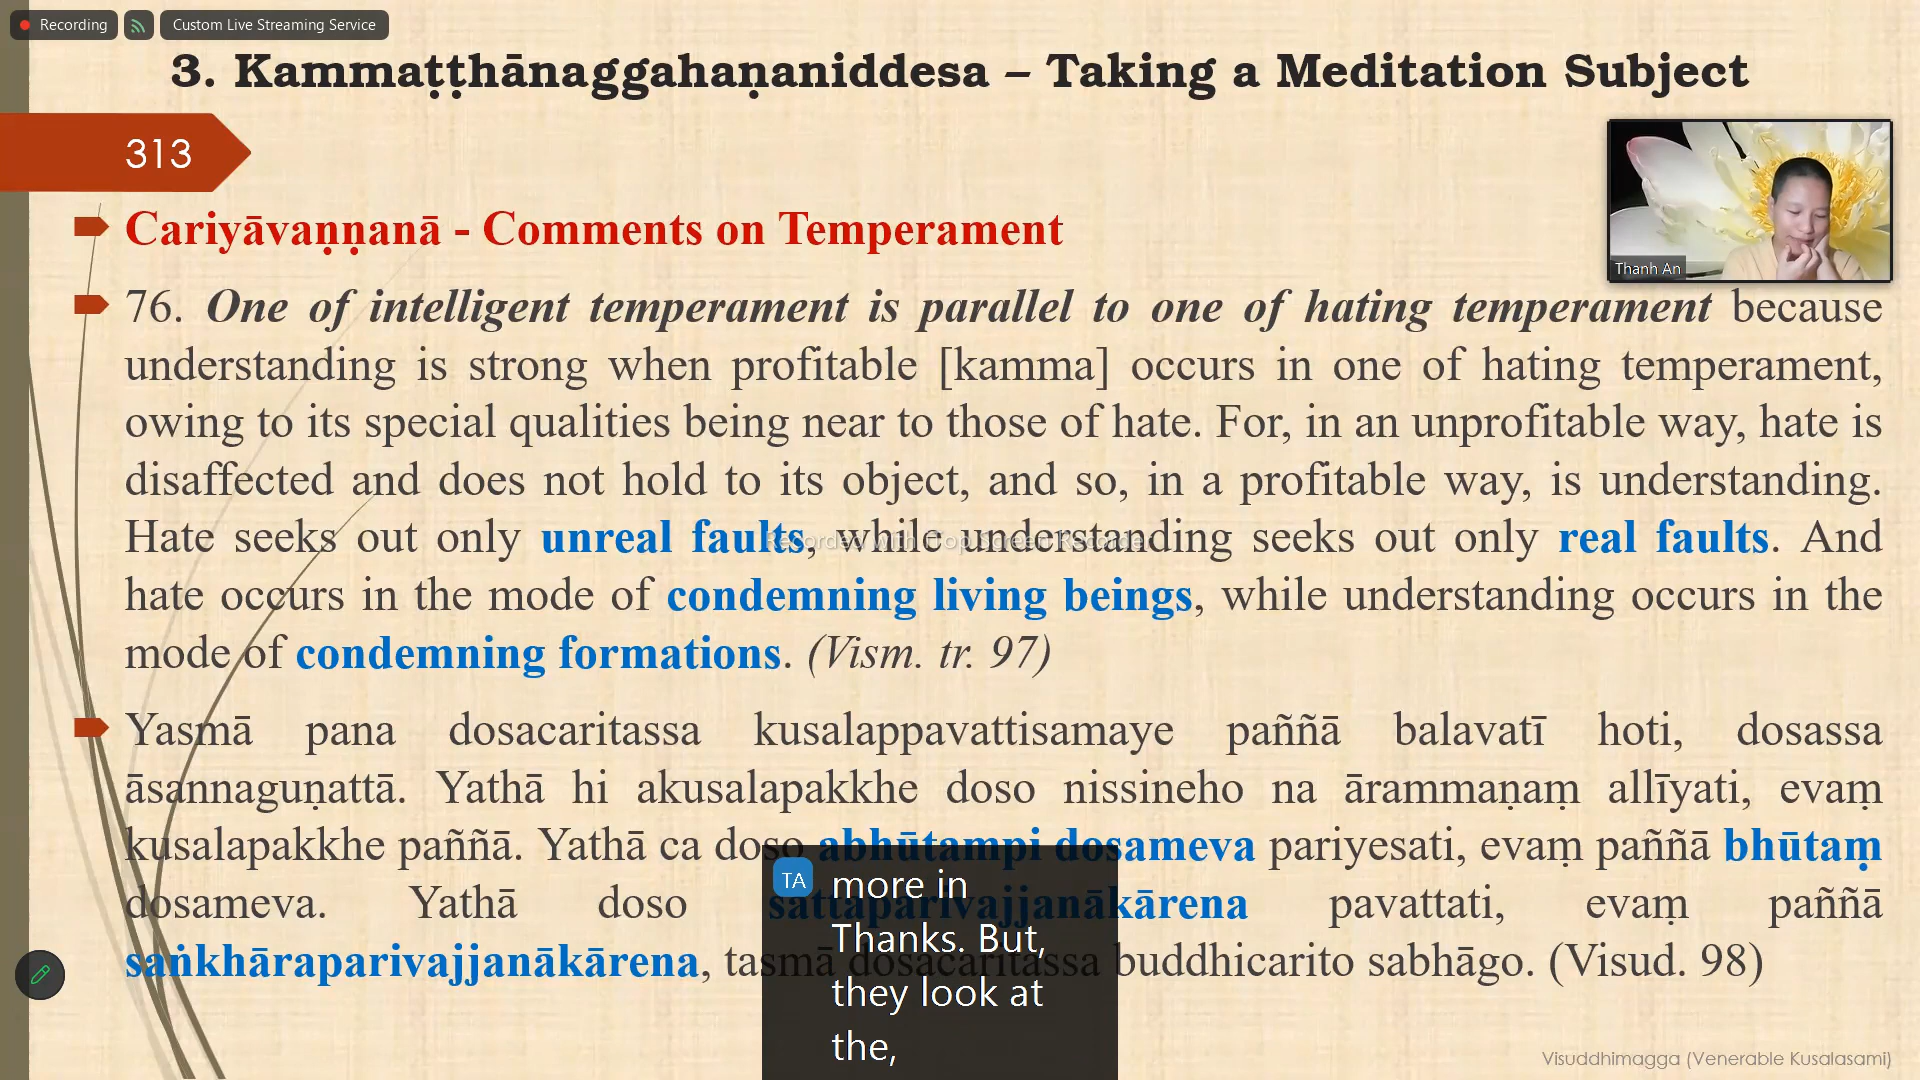 Recording
Custom Live Streaming Service
3. Kammaṭṭhānaggahaṇaniddesa – Taking a Meditation Subject
313
Thanh An
Cariyāvaṇṇanā - Comments on Temperament
76. One of intelligent temperament is parallel to one of hating temperament because
understanding is strong when profitable [kamma] occurs in one of hating temperament,
owing to its special qualities being near to those of hate. For, in an unprofitable way, hate is
disaffected and does not hold to its object, and so, in a profitable way, is understanding.
Hate seeks out only unreal faults, while understanding seeks out only real faults. And
hate occurs in the mode of condemning living beings, while understanding occurs in the
mode of condemning formations. (Vism. tr. 97)
Yasmā pana dosacaritassa kusalappavattisamaye paññā balavatī hoti, dosassa
āsannaguṇattā. Yathā hi akusalapakkhe doso nissineho na ārammaṇaṃ allīyati, evaṃ
kusalapakkhe paññā. Yathā ca doso abhūtampi dosameva pariyesati, evaṃ paññā bhūtaṃ
dosameva. Yathā doso sattaparivajjanākārena pavattati, evaṃ paññā
saṅkhāraparivajjanākārena, tasmā dosacaritassa buddhicarito sabhāgo. (Visud. 98)
TA
more in
Thanks. But,
they look at
the,
Visuddhimagga (Venerable Kusalasami)